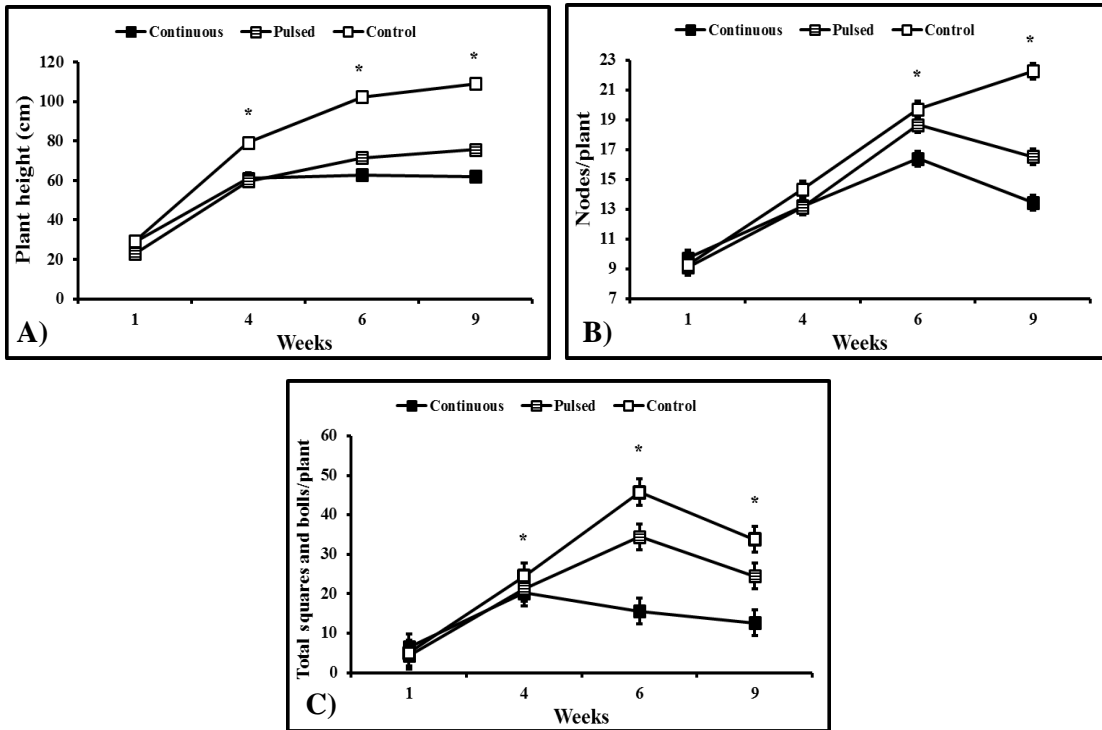 Continuous Pulsed Control
Plant height (cm)
120
100
80
60
40
20
0
*
*
*
1 4 6 9
Weeks
A)
Continuous Pulsed Control
Nodes/plant
23
21
19
17
15
13
11
9
7
*
*
1 4 6 9
Weeks
B)
Continuous Pulsed Control
Total squares and bolls/plant
60
50
40
30
20
10
0
*
*
*
1 4 6 9
Weeks
C)